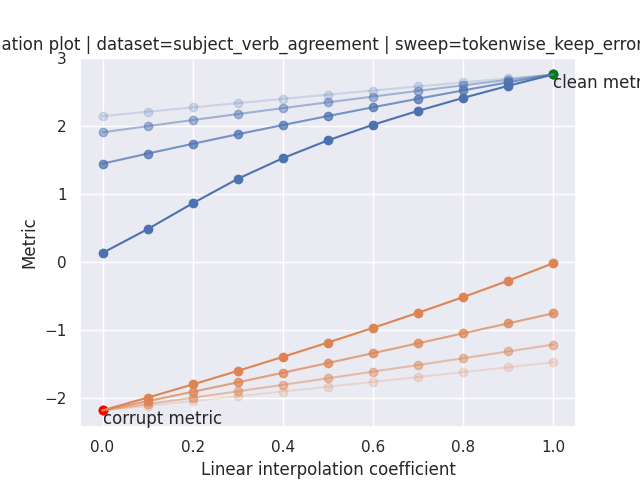 ation plot | dataset=subject_verb_agreement | sweep=tokenwise_keep_error
3
2
1
0
−1
−2
Metric
clean metr
corrupt metric
0.0 0.2 0.4 0.6 0.8 1.0
Linear interpolation coefficient